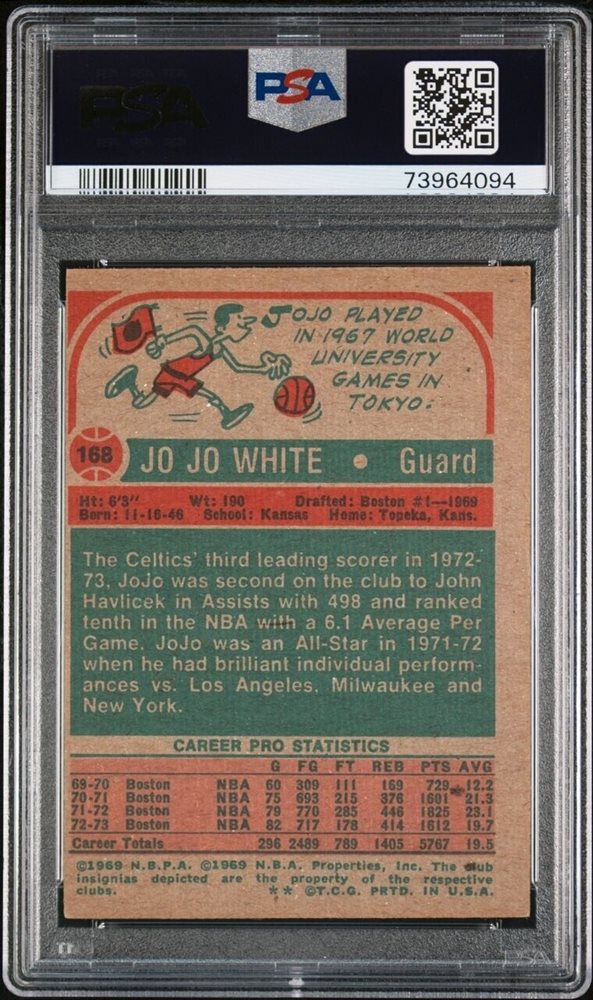 PSA
PSA
73964094
JOJO PLAYED
IN 1967 WORLD
UNIVERSITY
GAMES IN
TOKYO.
168 JO JO WHITE • Guard
Ht: 6'3" Wt: 190 Drafted: Boston #1—1969
Born: 11-16-46 School: Kansas Home: Topeka, Kans.
The Celtics' third leading scorer in 1972-
73, JoJo was second on the club to John
Havlicek in Assists with 498 and ranked
tenth in the NBA with a 6.1 Average Per
Game. JoJo was an All-Star in 1971-72
when he had brilliant individual perform-
ances vs. Los Angeles, Milwaukee and
New York.
CAREER PRO STATISTICS
G FG FT REB PTS AVG
69-70 Boston NBA 60 309 111 169 729 12.2
70-71 Boston NBA 75 693 215 376 1601 21.3
71-72 Boston NBA 79 770 285 446 1825 23.1
72-73 Boston NBA 82 717 178 414 1612 19.7
Career Totals 296 2489 789 1405 5767 19.5
©1969 N.B.P.A. ©1969 N.B.A. Properties, Inc. The club
insignias depicted are the property of the respective
clubs. ** ©T.C.G. PRTD. IN U.S.A.
PSA